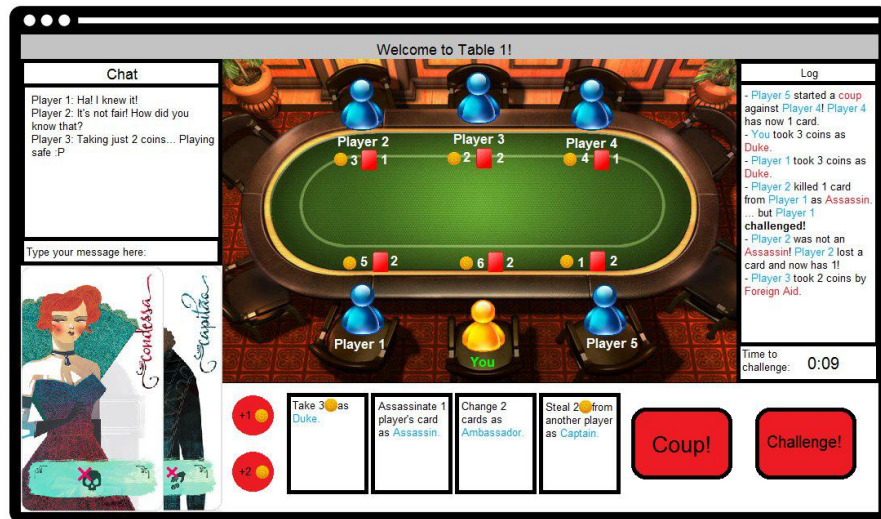 Welcome to Table 1!
Chat
Player 1: Ha! I knew it!
Player 2: It's not fair! How did you
know that?
Player 3: Taking just 2 coins... Playing
safe :P
Type your message here:
condessa
capitão
Player 2
3 1
Player 3
2 2
Player 4
4 1
5 2
6 2
1 2
Player 1
You
Player 5
Log
- Player 5 started a coup
against Player 4! Player 4
has now 1 card.
- You took 3 coins as
Duke.
- Player 1 took 3 coins as
Duke.
- Player 2 killed 1 card
from Player 1 as Assassin.
... but Player 1
challenged!
- Player 2 was not an
Assassin! Player 2 lost a
card and now has 1!
- Player 3 took 2 coins by
Foreign Aid.
Time to
challenge:
0:09
+1
+2
Take 3 as
Duke.
Assassinate 1
player's card
as Assassin.
Change 2
cards as
Ambassador.
Steal 2 from
another player
as Captain.
Coup!
Challenge!